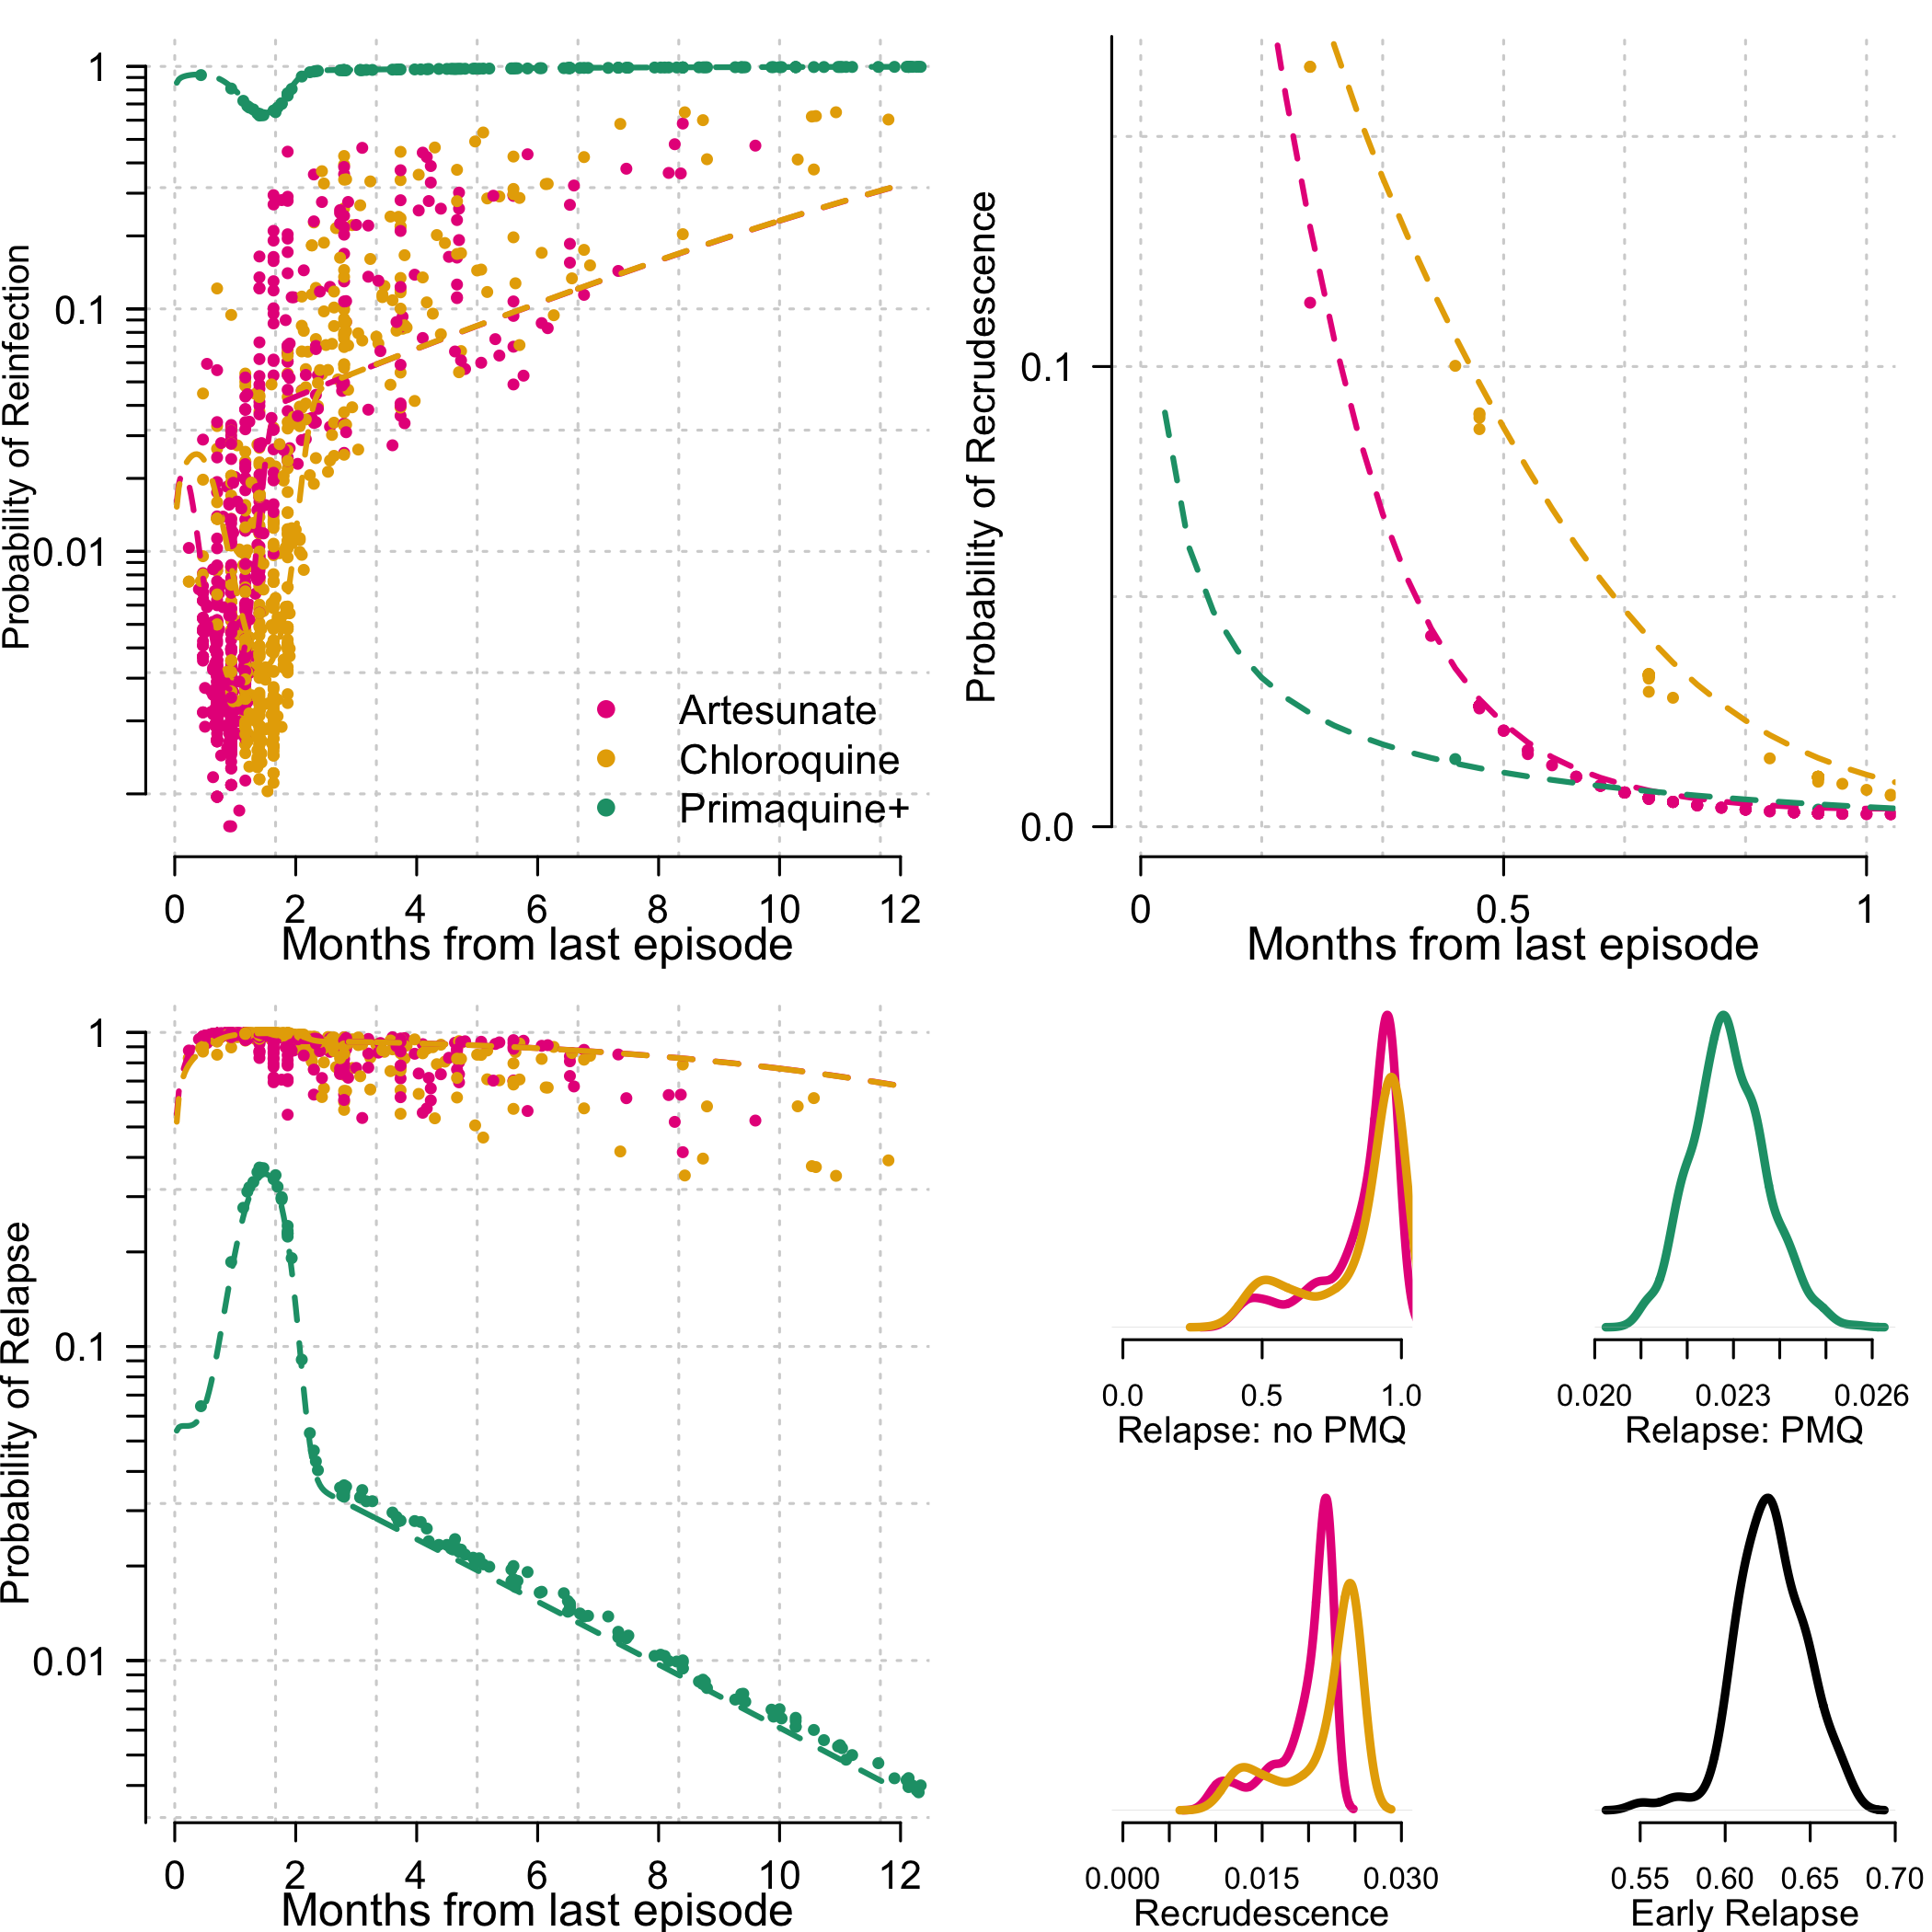 Probability of Reinfection
1
0.1
0.01
Artesunate
Chloroquine
Primaquine+
0 2 4 6 8 10 12
Months from last episode
Probability of Recrudescence
0.1
0.0
0 0.5 1
Months from last episode
Probability of Relapse
1
0.1
0.01
0 2 4 6 8 10 12
Months from last episode
0.0 0.5 1.0
Relapse: no PMQ
0.020 0.023 0.026
Relapse: PMQ
0.000 0.015 0.030
Recrudescence
0.55 0.60 0.65 0.70
Early Relapse